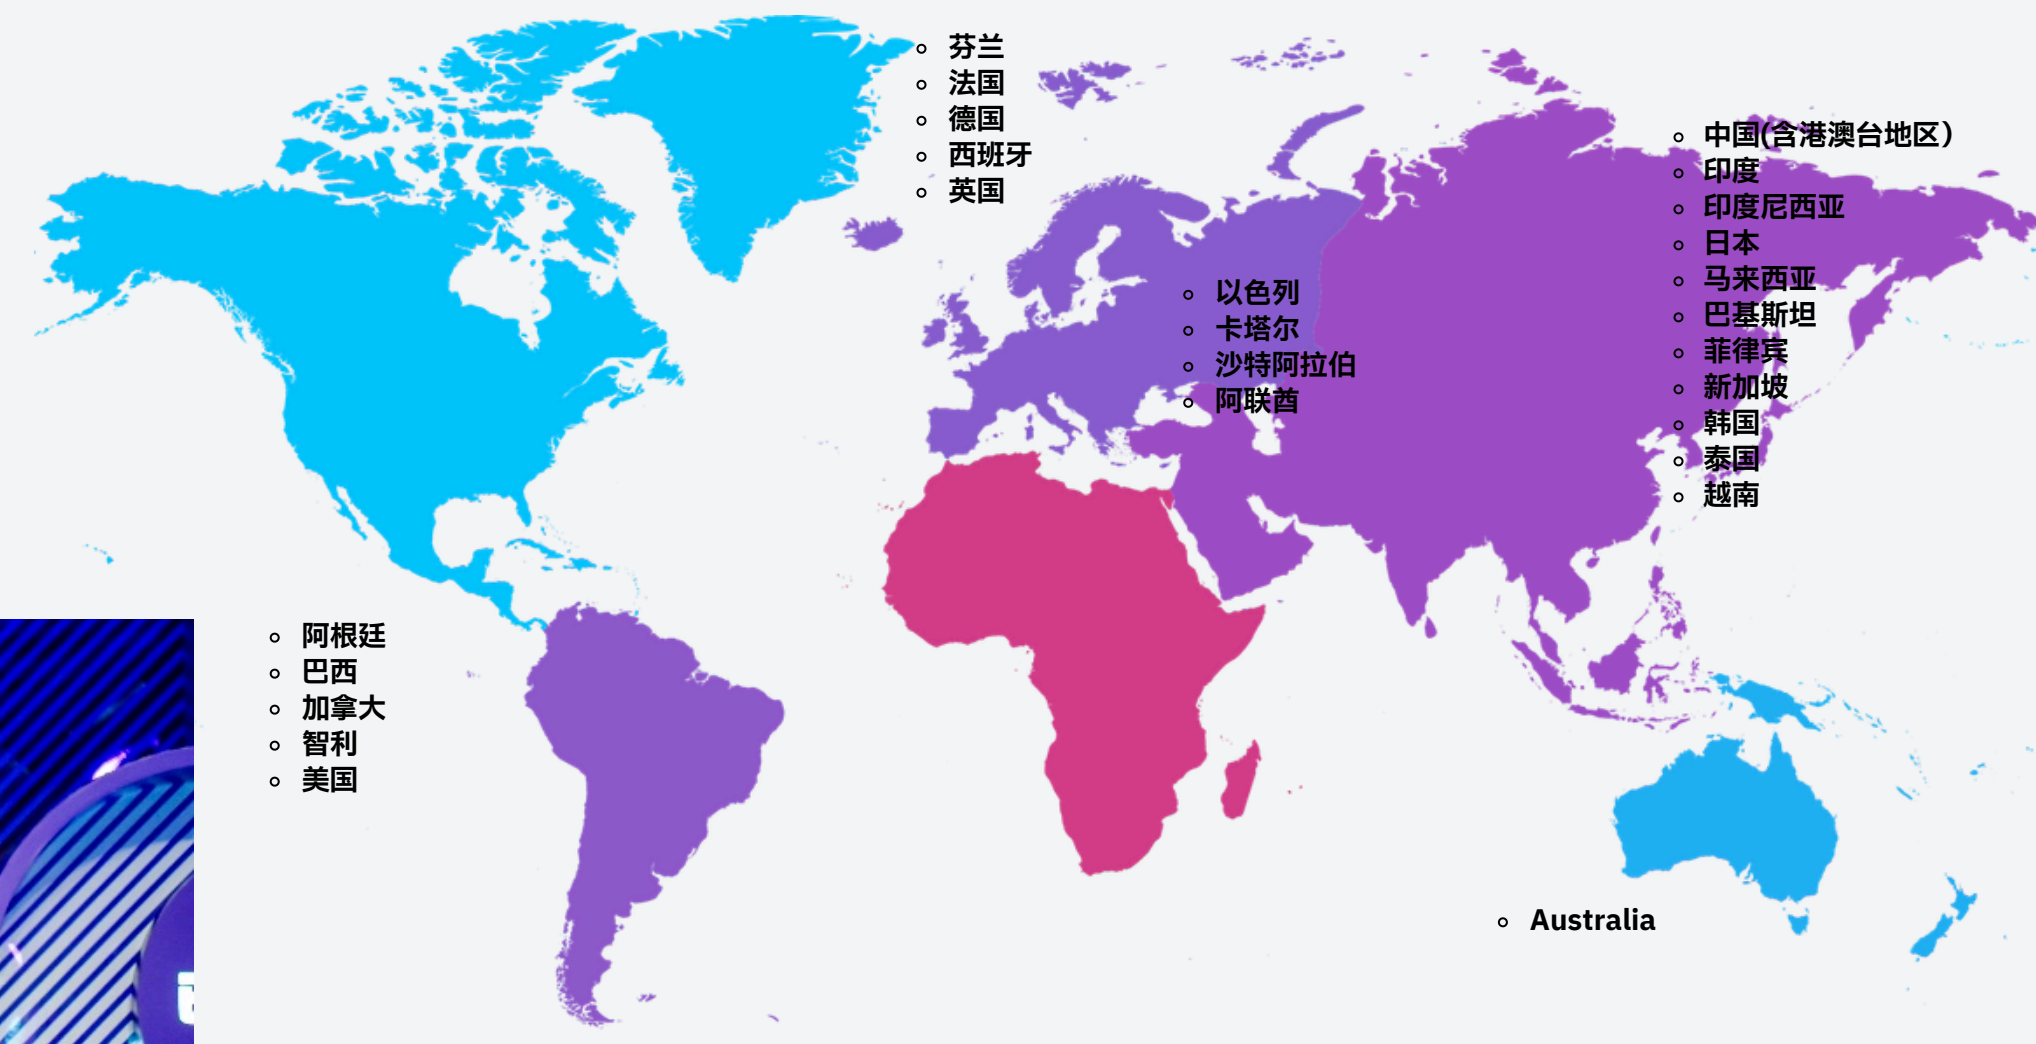 芬兰
法国
德国
西班牙
英国
中国(含港澳台地区）
印度
印度尼西亚
日本
马来西亚
巴基斯坦
菲律宾
新加坡
韩国
泰国
越南
以色列
卡塔尔
沙特阿拉伯
阿联酋
阿根廷
巴西
加拿大
智利
美国
Australia